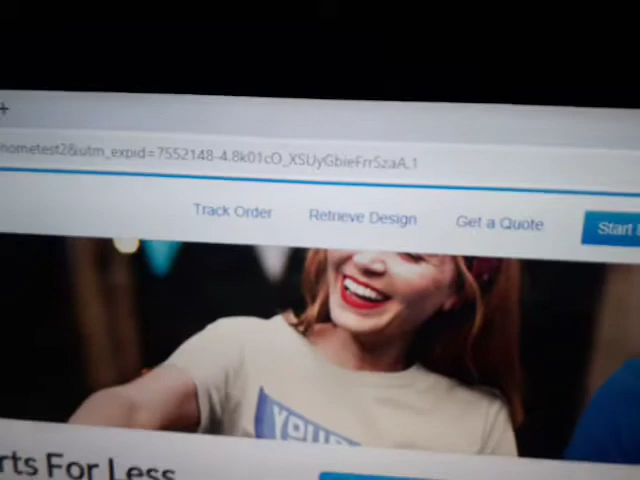 +
hometest2&utm_expid=7552148-4.8k01cO_XSUyGbieFrrSzaA.1
Track Order Retrieve Design Get a Quote Start
YOUR
rts For Less